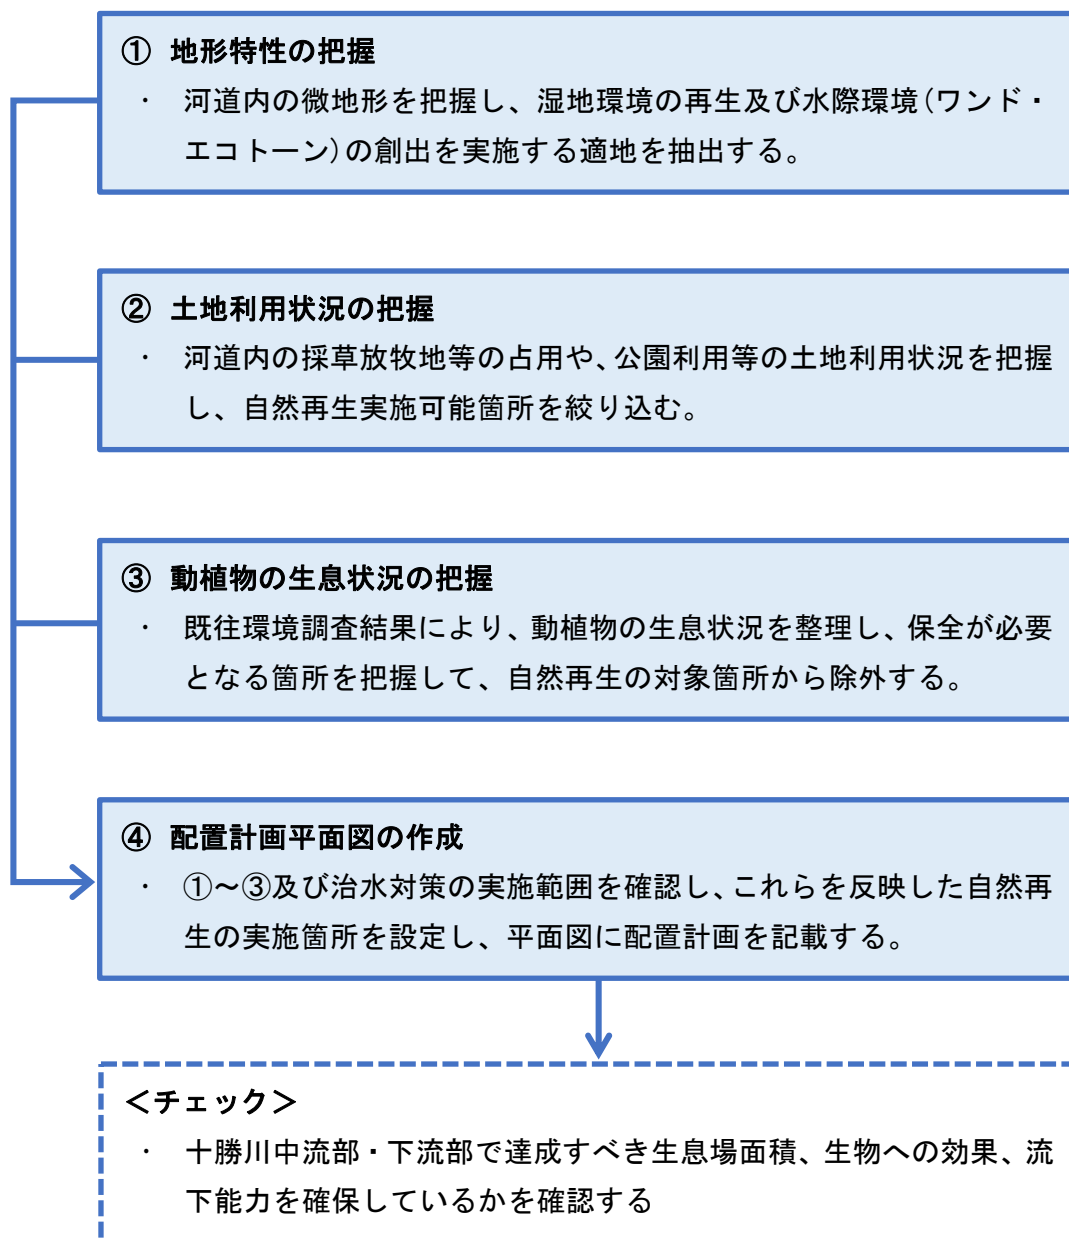 ① 地形特性の把握
・ 河道内の微地形を把握し、湿地環境の再生及び水際環境(ワンド・
エコトーン)の創出を実施する適地を抽出する。
② 土地利用状況の把握
・ 河道内の採草放牧地等の占用や、公園利用等の土地利用状況を把握
し、自然再生実施可能箇所を絞り込む。
③ 動植物の生息状況の把握
・ 既往環境調査結果により、動植物の生息状況を整理し、保全が必要
となる箇所を把握して、自然再生の対象箇所から除外する。
④ 配置計画平面図の作成
・ ①～③及び治水対策の実施範囲を確認し、これらを反映した自然再
生の実施箇所を設定し、平面図に配置計画を記載する。
＜チェック＞
・ 十勝川中流部・下流部で達成すべき生息場面積、生物への効果、流
下能力を確保しているかを確認する